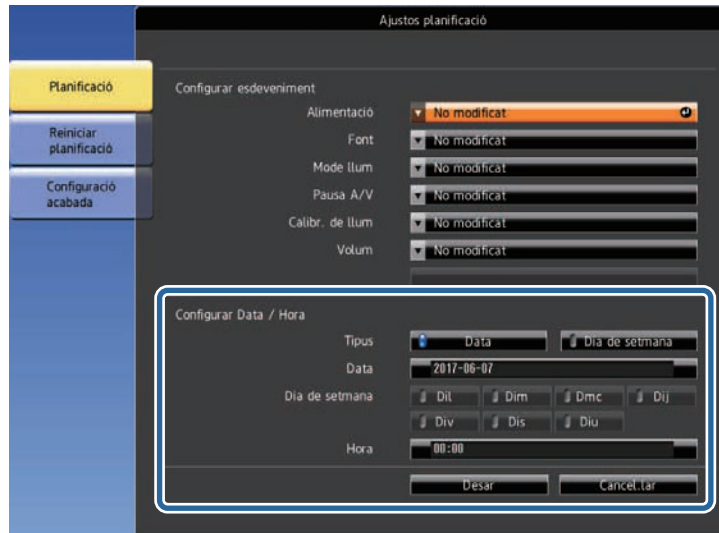 Ajustos planificació
Planificació
Reiniciar
planificació
Configuració
acabada
Configurar esdeveniment
Alimentació No modificat
Font No modificat
Mode llum No modificat
Pausa A/V No modificat
Calibr. de llum No modificat
Volum No modificat
Configurar Data / Hora
Tipus Data Dia de setmana
Data 2017-06-07
Dia de setmana Dil Dim Dmc Dij
Div Dis Diu
Hora 00:00
Desar Cancel.lar